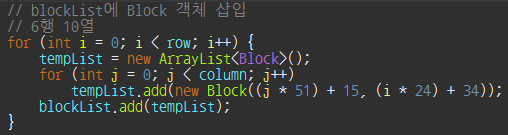 // blockList에 Block 객체 삽입
// 6행 10열
for (int i = 0; i < row; i++) {
    tempList = new ArrayList<Block>();
    for (int j = 0; j < column; j++)
        tempList.add(new Block((j * 51) + 15, (i * 24) + 34));
    blockList.add(tempList);
}